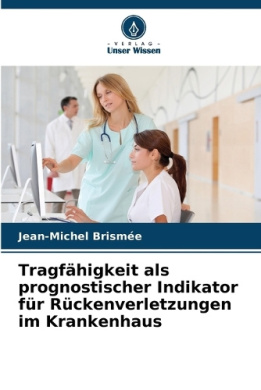 VERLAG
Unser Wissen
Jean-Michel Brismée
Tragfähigkeit als
prognostischer Indikator
für Rückenverletzungen
im Krankenhaus